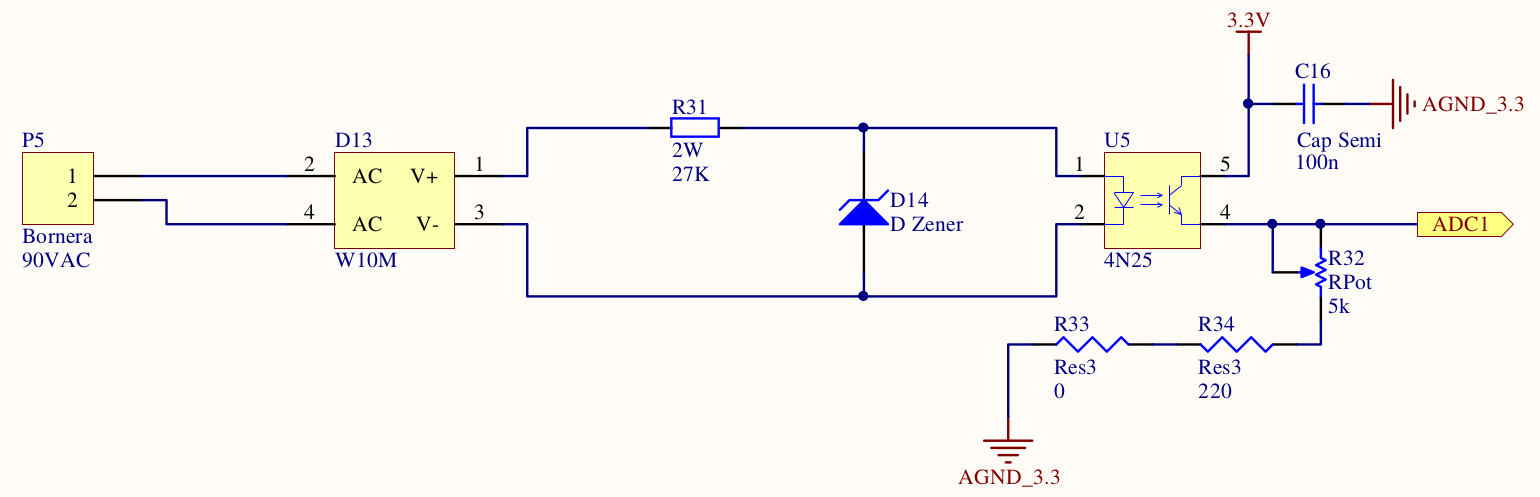 3.3V
C16
AGND_3.3
Cap Semi
100n
P5
1
2
Bornera
90VAC
D13
2 AC V+ 1
4 AC V- 3
W10M
R31
2W
27K
D14
D Zener
U5
1 5
2 4
4N25
ADC1
R32
RPot
5k
R33 R34
Res3 Res3
0 220
AGND_3.3